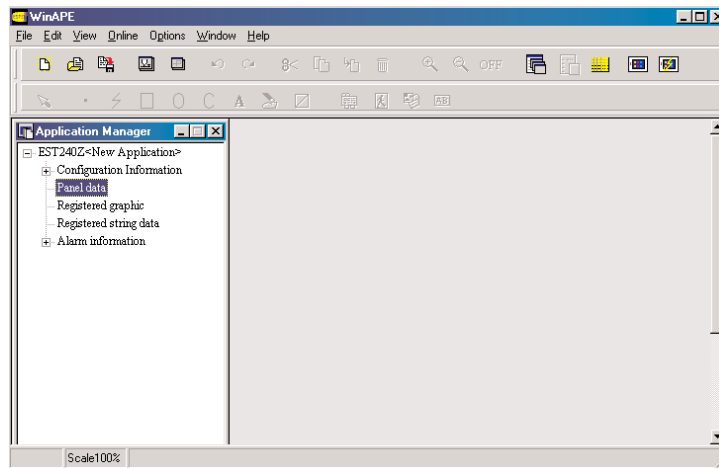 WinAPE
File Edit View Online Options Window Help
OFF
A AB
Application Manager
EST240Z<New Application>
Configuration Information
Panel data
Registered graphic
Registered string data
Alarm information
Scale100%